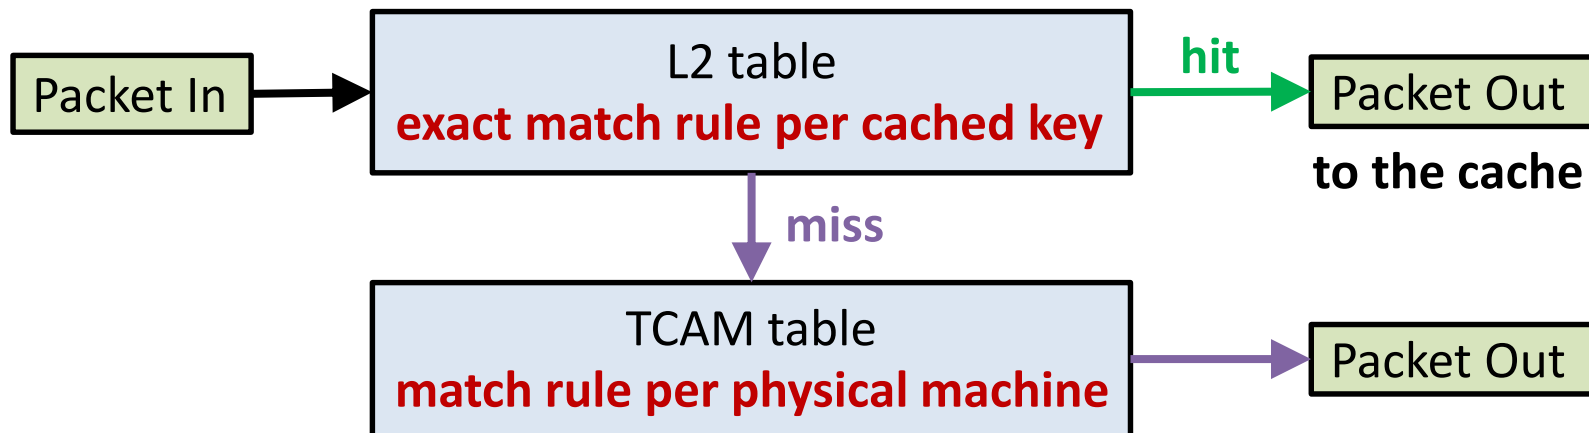 Packet In
L2 table
exact match rule per cached key
hit
Packet Out
to the cache
miss
TCAM table
match rule per physical machine
Packet Out